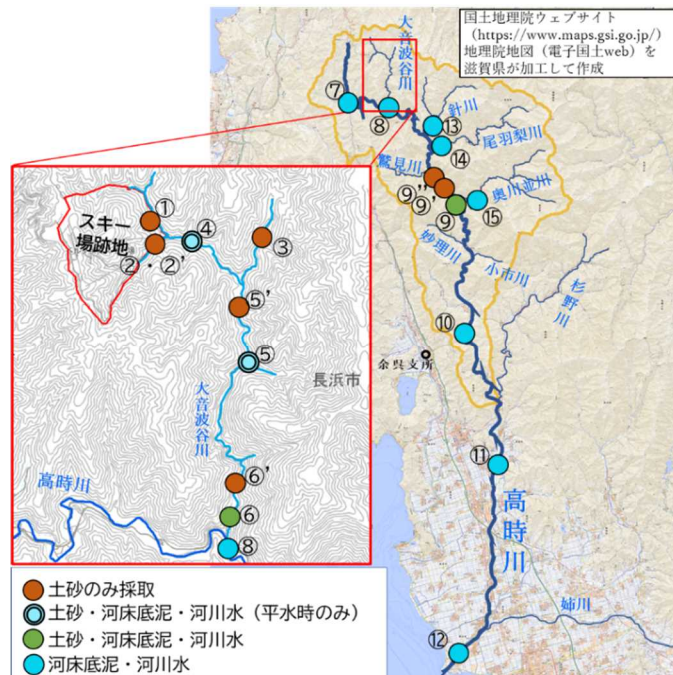 国土地理院ウェブサイト
(https://www.maps.gsi.go.jp/)
地理院地図（電子国土web）を
滋賀県が加工して作成
大音波谷川
⑦
⑧
針川
⑬
尾羽梨川
⑭
鷲見川
⑨''
⑨'
⑨
奥川並川
⑮
妙理川
小市川
杉野川
⑩
余呉支所
⑪
高時川
姉川
⑫
スキー
場跡地
①
②・②'
④
③
⑤'
⑤
長浜市
大音波谷川
⑥'
⑥
高時川
⑧
土砂のみ採取
土砂・河床底泥・河川水（平水時のみ）
土砂・河床底泥・河川水
河床底泥・河川水